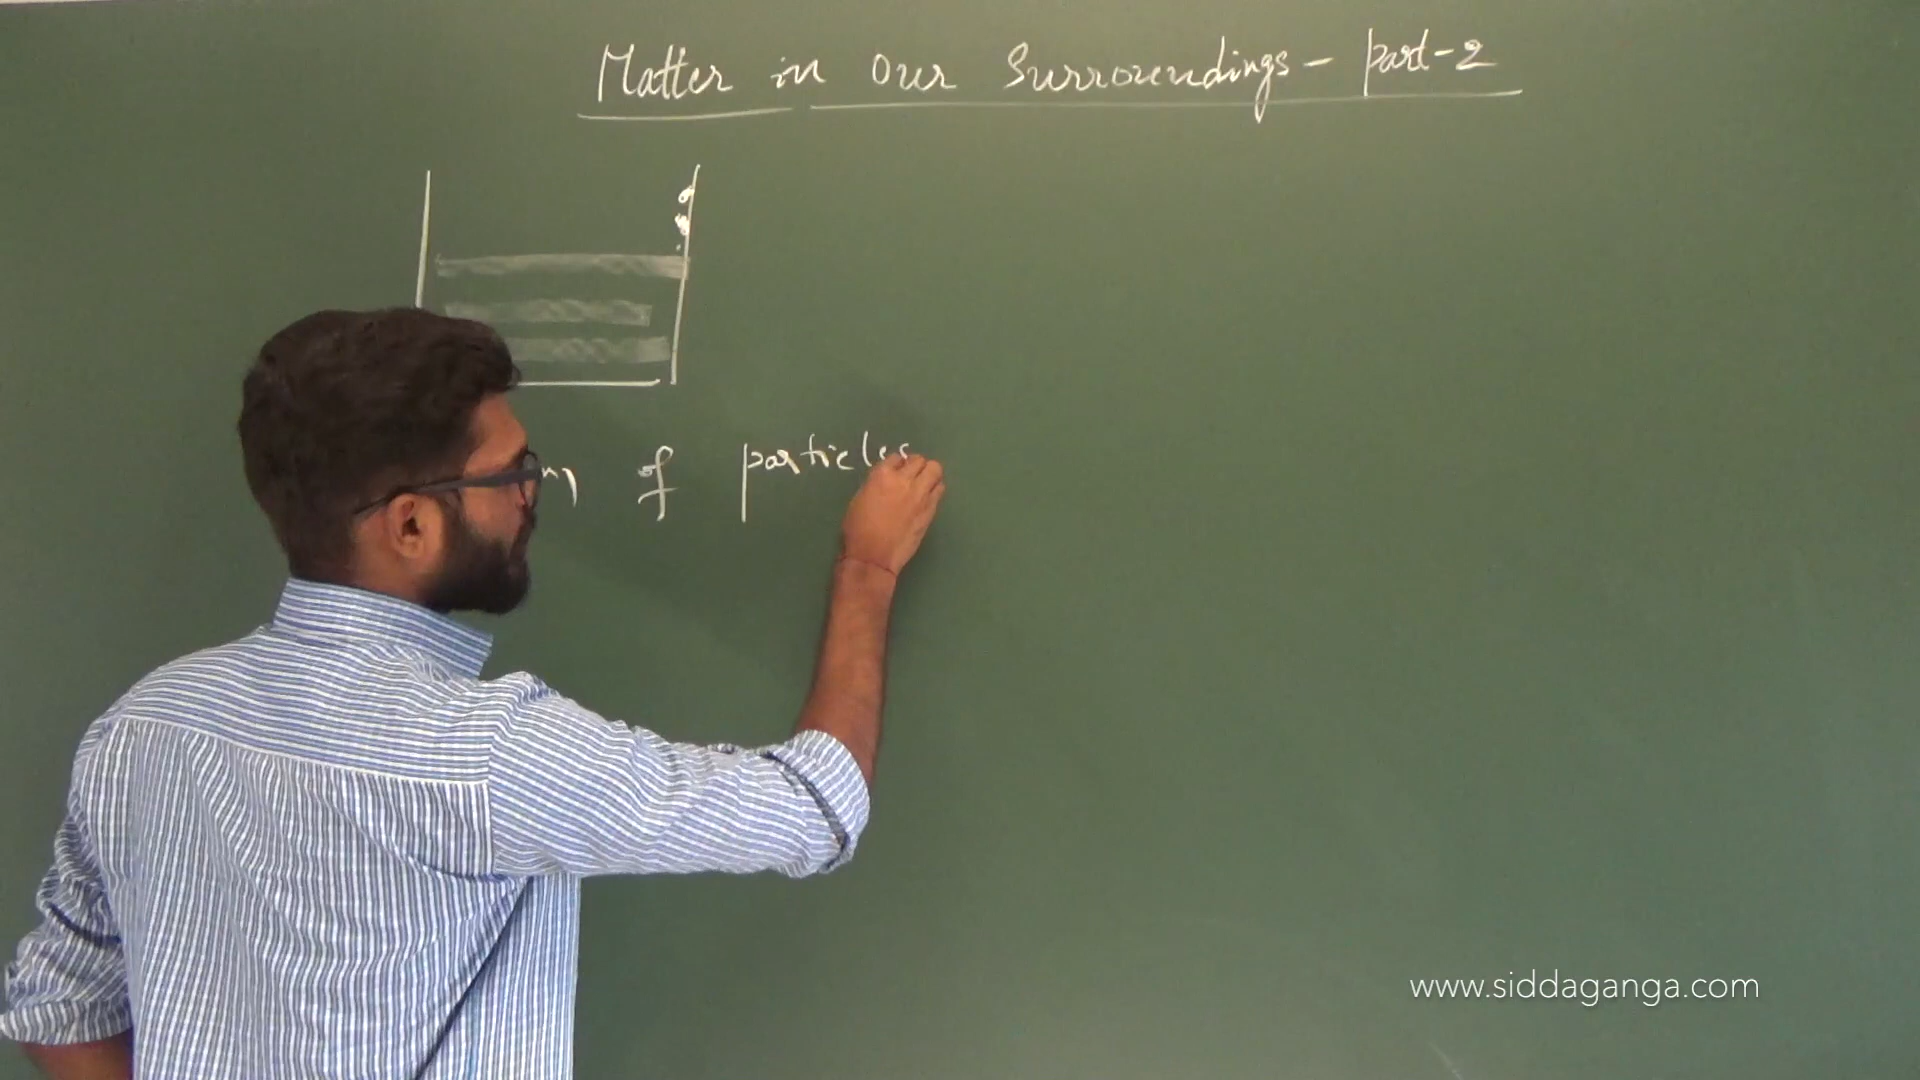 Matter in Our Surroundings - Part-2
of particles
www.siddaganga.com